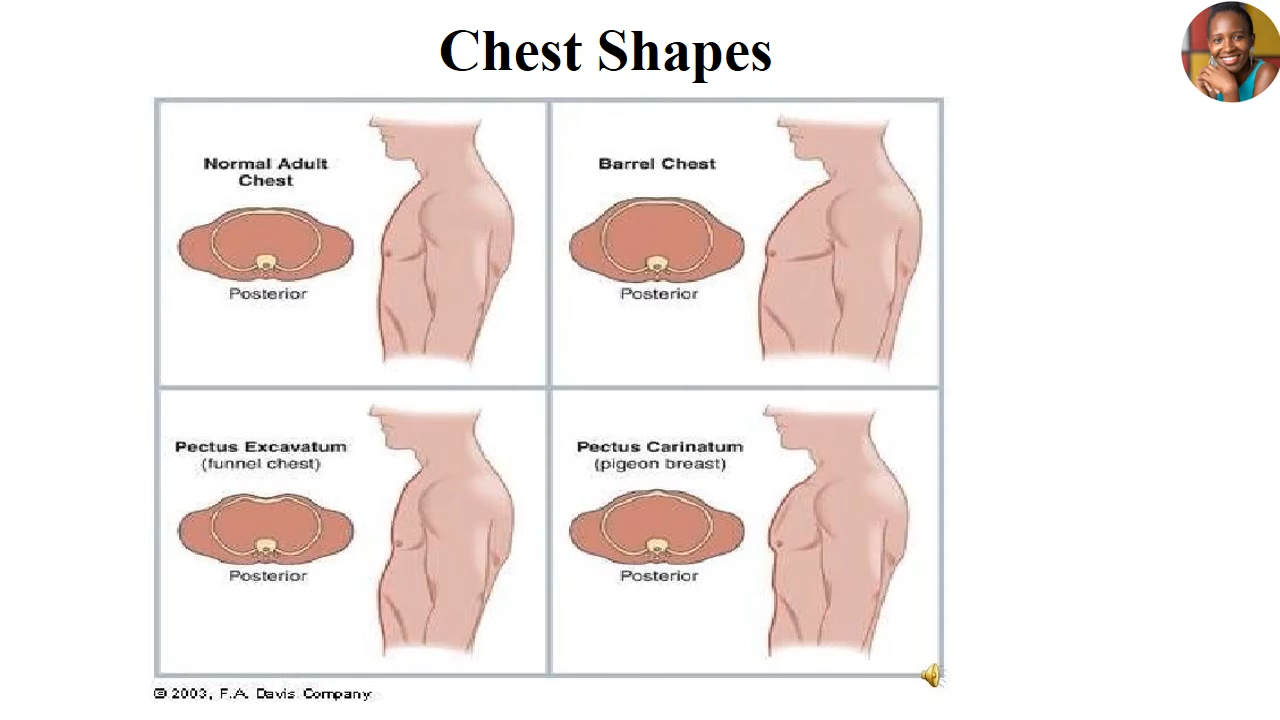 Chest Shapes
Normal Adult
Chest
Posterior
Barrel Chest
Posterior
Pectus Excavatum
(funnel chest)
Posterior
Pectus Carinatum
(pigeon breast)
Posterior
© 2003, F.A. Davis Company